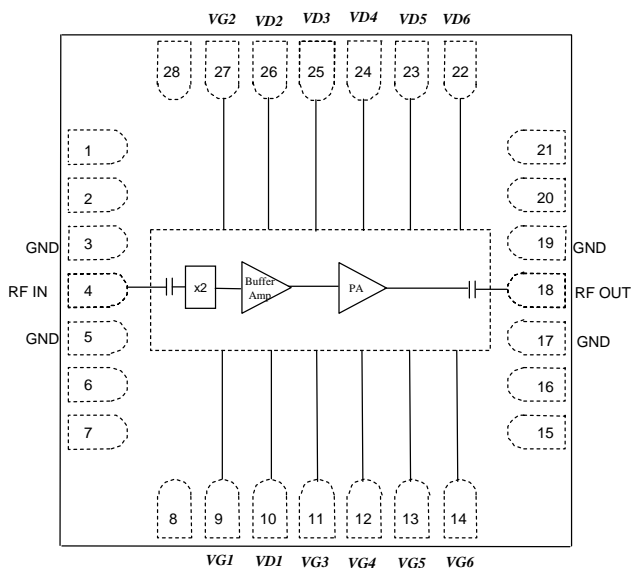 VG2 VD2 VD3 VD4 VD5 VD6
28 27 26 25 24 23 22
1 21
2 20
GND 3 19 GND
RF IN 4 x2 Buffer Amp PA 18 RF OUT
GND 5 17 GND
6 16
7 15
8 9 10 11 12 13 14
VG1 VD1 VG3 VG4 VG5 VG6